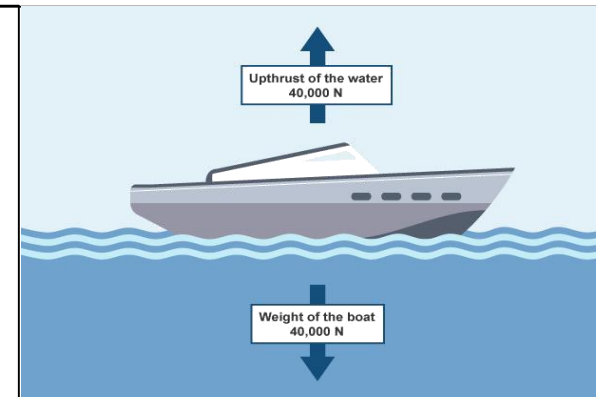 Upthrust of the water
40,000 N
Weight of the boat
40,000 N